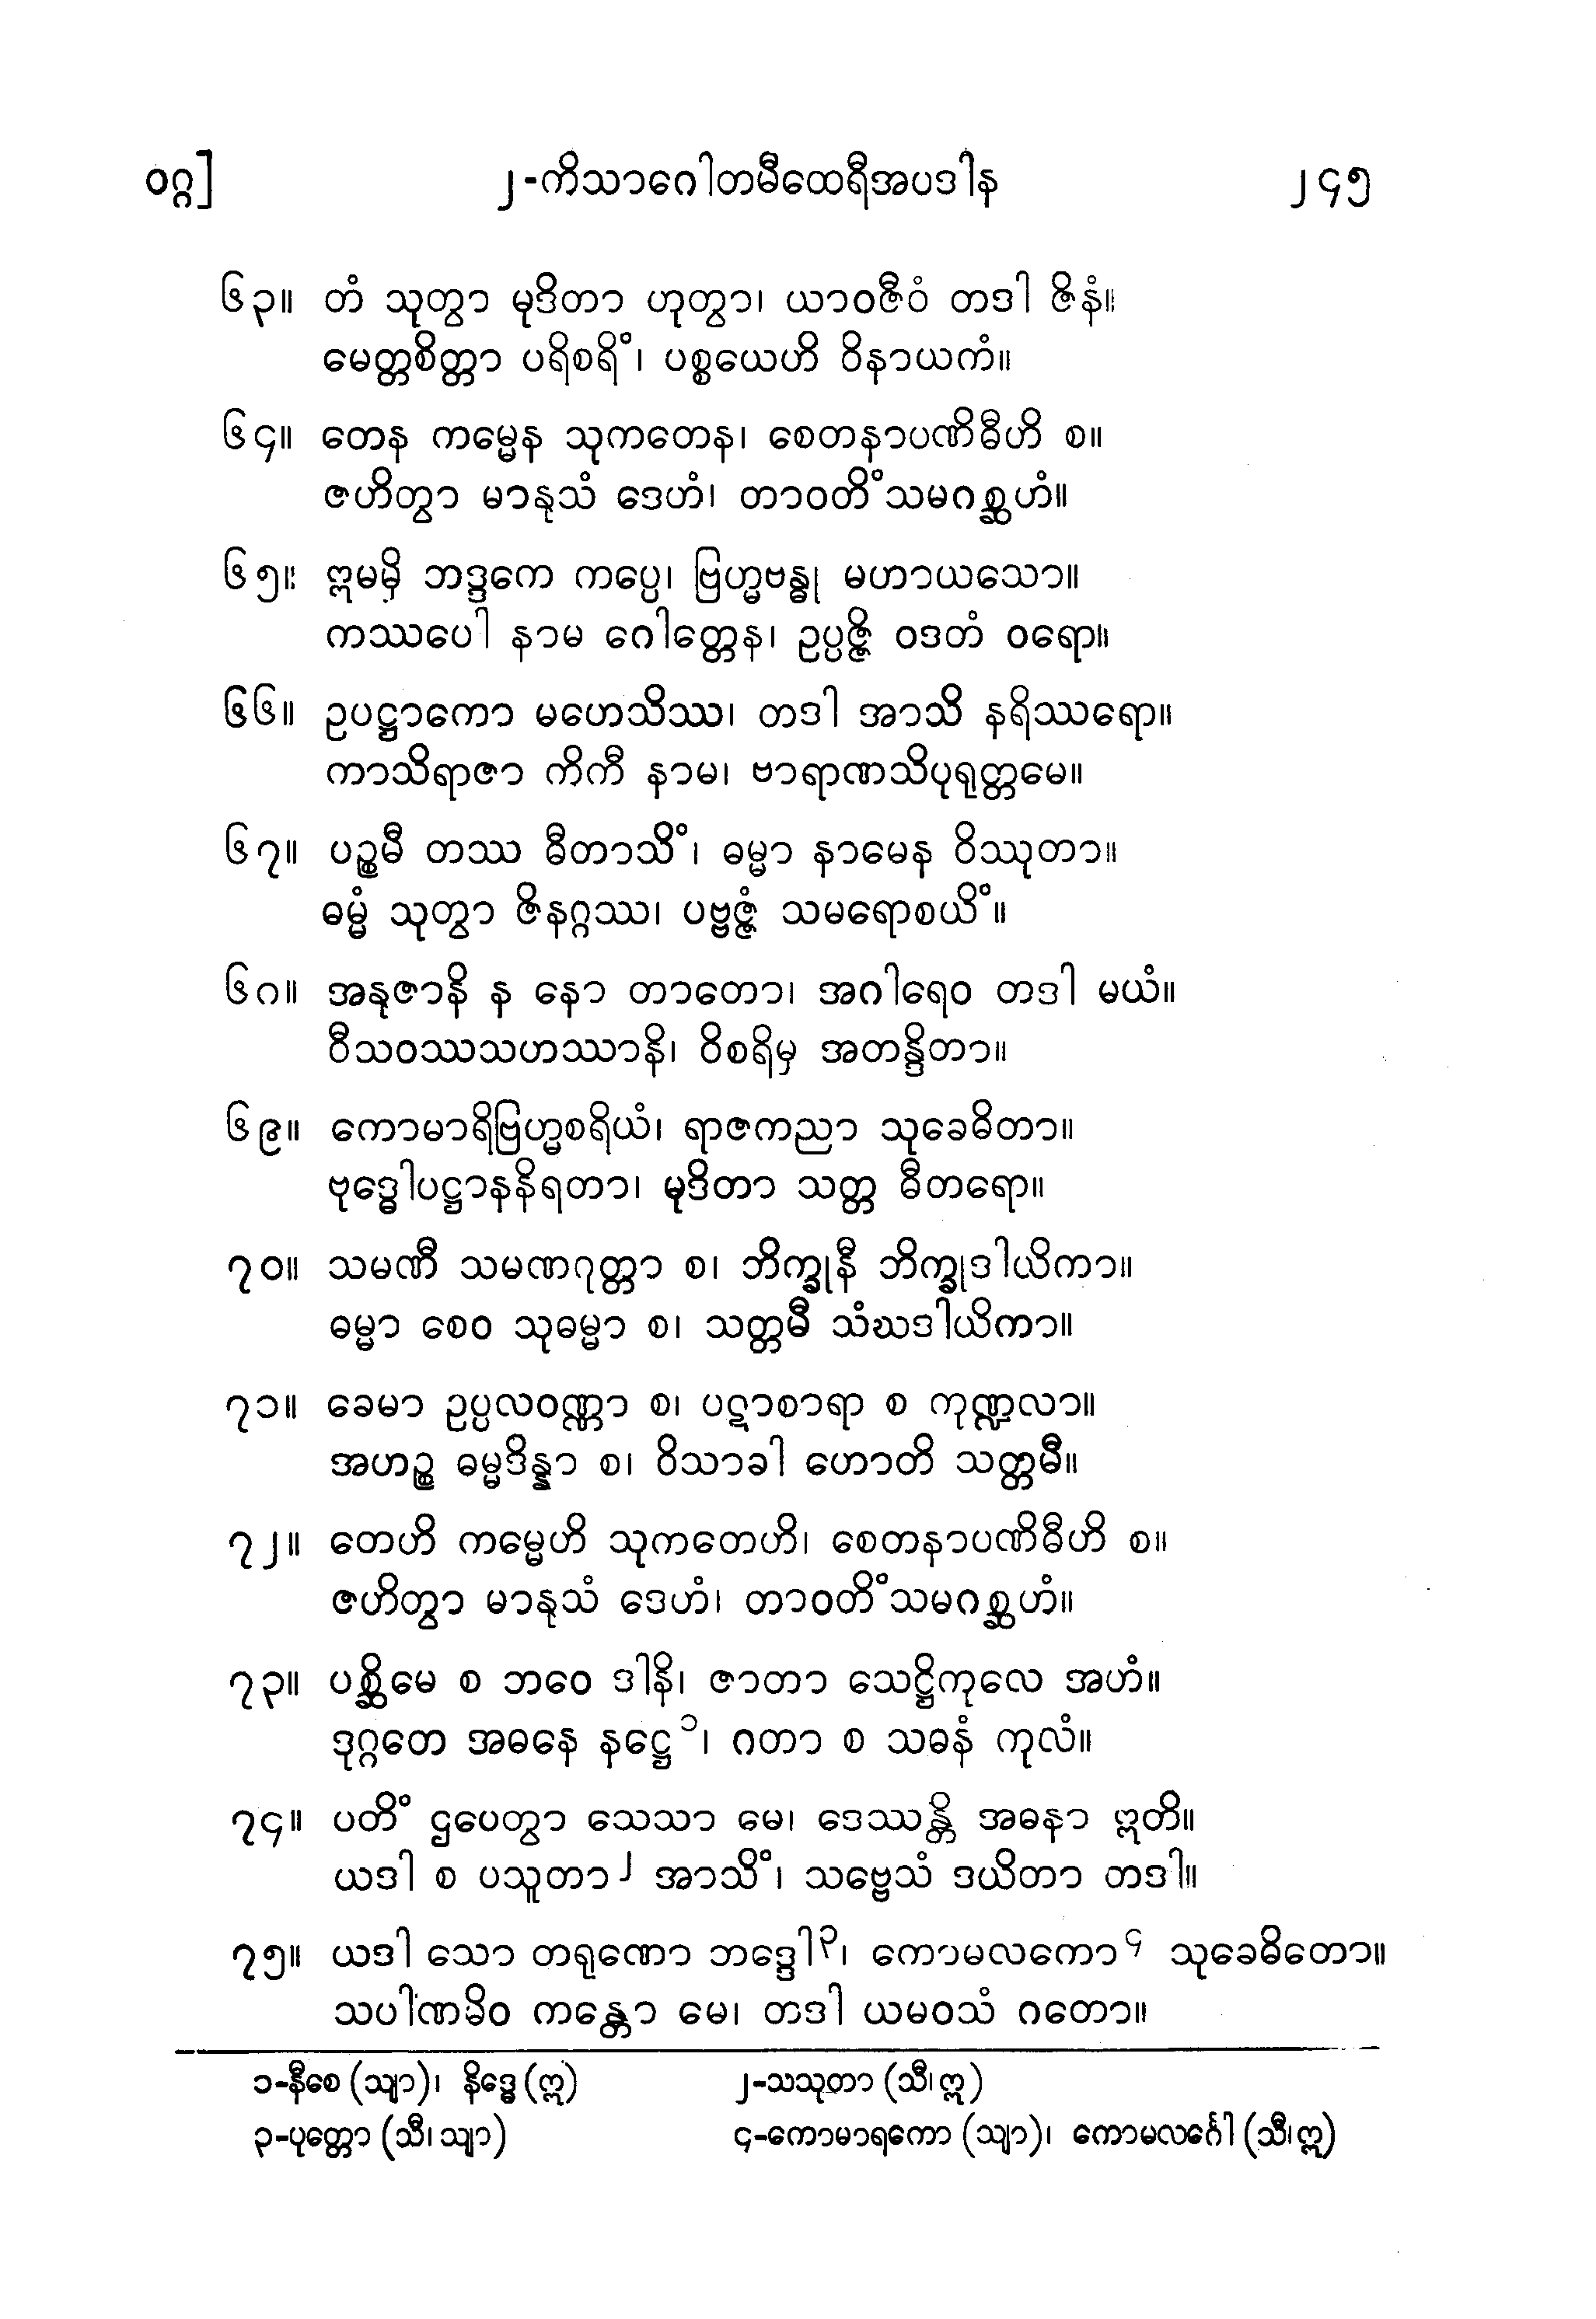 ဝဂ္ဂ] ၂-ကိသာဂေါတမီထေရီအပဒါန ၂၄၅
၆၃။ တံ သုတွာ မုဒိတာ ဟုတွာ၊ ယာဝဇီဝံ တဒါ ဇိနံ။
မေတ္တစိတ္တာ ပရိစရိံ၊ ပစ္စယေဟိ ဝိနာယကံ။
၆၄။ တေန ကမ္မေန သုကတေန၊ စေတနာပဏိဓီဟိ စ။
ဇဟိတွာ မာနုသံ ဒေဟံ၊ တာဝတိံသမဂစ္ဆဟံ။
၆၅။ ဣမမှိ ဘဒ္ဒကေ ကပ္ပေ၊ ဗြဟ္မဗန္ဓု မဟာယသော။
ကဿပေါ နာမ ဂေါတ္တေန၊ ဥပ္ပဇ္ဇိ ဝဒတံ ဝရော။
၆၆။ ဥပဋ္ဌာကော မဟေသိဿ၊ တဒါ အာသိ နရိဿရော။
ကာသိရာဇာ ကိကီ နာမ၊ ဗာရာဏသိပုရုတ္တမေ။
၆၇။ ပဉ္စမီ တဿ ဓီတာသိံ၊ ဓမ္မာ နာမေန ဝိဿုတာ။
ဓမ္မံ သုတွာ ဇိနဂ္ဂဿ၊ ပဗ္ဗဇ္ဇံ သမရောစယိံ။
၆၈။ အနုဇာနိ န နော တာတော၊ အဂါရေဝ တဒါ မယံ။
ဝီသဝဿသဟဿာနိ၊ ဝိစရိမှ အတန္ဒိတာ။
၆၉။ ကောမာရိဗြဟ္မစရိယံ၊ ရာဇကညာ သုခေဓိတာ။
ဗုဒ္ဓေါပဋ္ဌာနနိရတာ၊ မုဒိတာ သတ္တ ဓီတရော။
၇၀။ သမဏီ သမဏဂုတ္တာ စ၊ ဘိက္ခုနီ ဘိက္ခုဒါယိကာ။
ဓမ္မာ စေဝ သုဓမ္မာ စ၊ သတ္တမီ သံဃဒါယိကာ။
၇၁။ ခေမာ ဥပ္ပလဝဏ္ဏာ စ၊ ပဋာစာရာ စ ကုဏ္ဍလာ။
အဟဉ္စ ဓမ္မဒိန္နာ စ၊ ဝိသာခါ ဟောတိ သတ္တမီ။
၇၂။ တေဟိ ကမ္မေဟိ သုကတေဟိ၊ စေတနာပဏိဓီဟိ စ။
ဇဟိတွာ မာနုသံ ဒေဟံ၊ တာဝတိံသမဂစ္ဆဟံ။
၇၃။ ပစ္ဆိမေ စ ဘဝေ ဒါနိ၊ ဇာတာ သေဋ္ဌိကုလေ အဟံ။
ဒုဂ္ဂတေ အဓနေ နဋ္ဌေ၁၊ ဂတာ စ သဓနံ ကုလံ။
၇၄။ ပတိံ ဌပေတွာ သေသာ မေ၊ ဒေဿန္တိ အဓနာ ဣတိ။
ယဒါ စ ပသူတာ၂ အာသိံ၊ သဗ္ဗေသံ ဒယိတာ တဒါ။
၇၅။ ယဒါ သော တရုဏော ဘဒ္ဒေါ၃၊ ကောမလကော၄ သုခေဓိတော။
သပါဏမိဝ ကန္တော မေ၊ တဒါ ယမဝသံ ဂတော။
၁-နီစေ (သျာ)၊ နိဒ္ဓေ (ဣ) ၂-သသုတာ (သီ၊ ဣ)
၃-ပုတ္တော (သီ၊ သျာ) ၄-ကောမာရကော (သျာ)၊ ကောမလင်္ဂေါ (သီ၊ ဣ)